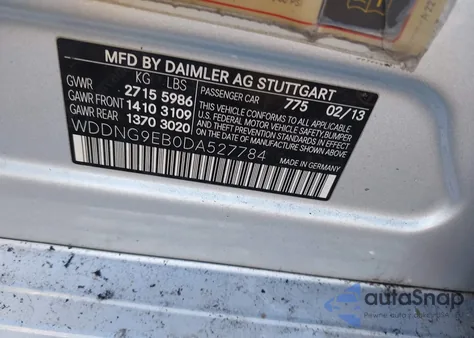 MFD BY DAIMLER AG STUTTGART
KG LBS
GVWR 2715 5986
GAWR FRONT 1410 3109
GAWR REAR 1370 3020
PASSENGER CAR 775 02/13
THIS VEHICLE CONFORMS TO ALL APPLICABLE
U.S. FEDERAL MOTOR VEHICLE SAFETY,BUMPER,
AND THEFT PREVENTION STANDARDS IN EFFECT ON
THE DATE OF MANUFACTURE SHOWN ABOVE.
WDDNG9EB0DA527784
MADE IN GERMANY
autoSnap